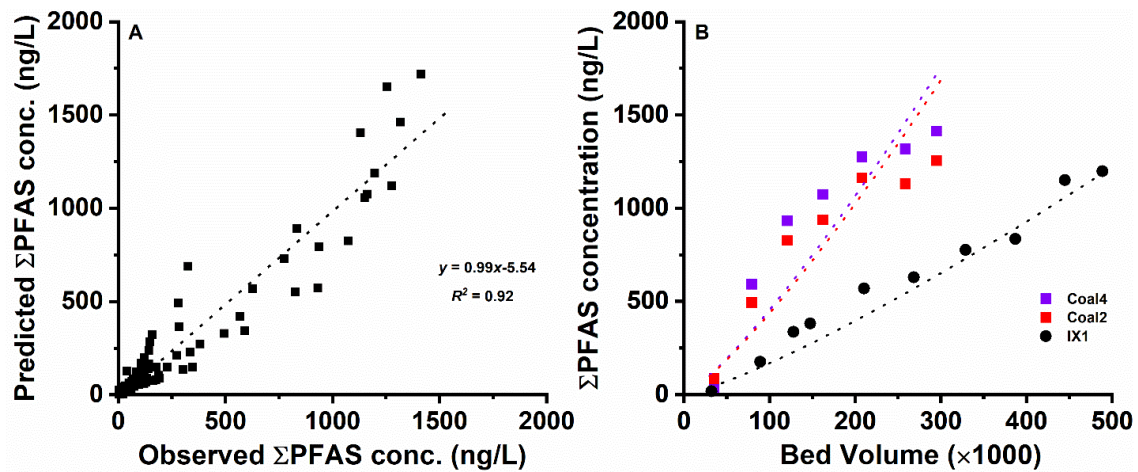 A
Predicted ΣPFAS conc. (ng/L)
2000
1500
1000
500
0
y = 0.99x-5.54
R² = 0.92
0 500 1000 1500 2000
Observed ΣPFAS conc. (ng/L)
B
ΣPFAS concentration (ng/L)
2000
1500
1000
500
0
Coal4
Coal2
IX1
0 100 200 300 400 500
Bed Volume (×1000)